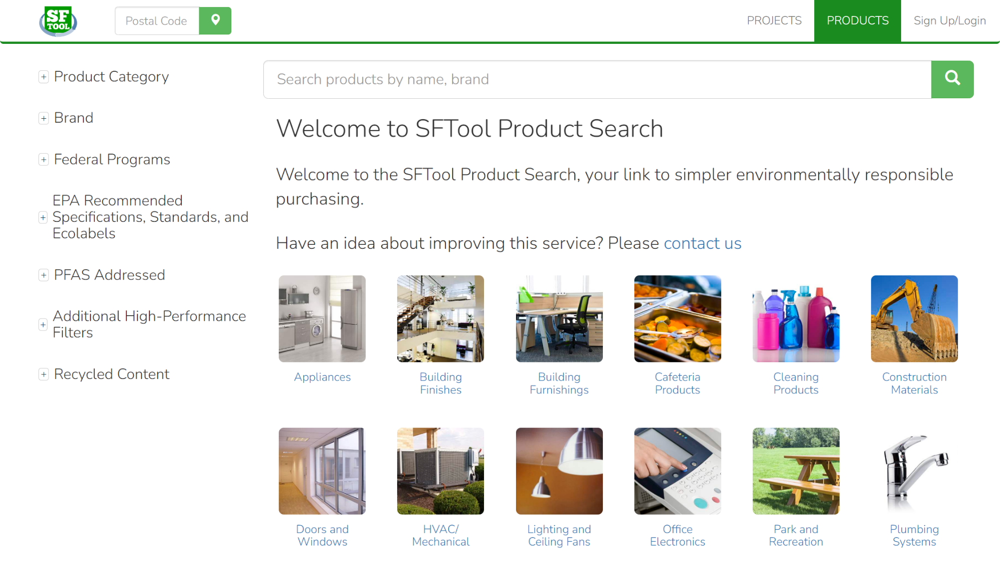 SF
TOOL
Postal Code
PROJECTS
PRODUCTS
Sign Up/Login
Product Category
Brand
Federal Programs
EPA Recommended
Specifications, Standards, and
Ecolabels
PFAS Addressed
Additional High-Performance
Filters
Recycled Content
Search products by name, brand
Welcome to SFTool Product Search
Welcome to the SFTool Product Search, your link to simpler environmentally responsible
purchasing.
Have an idea about improving this service? Please contact us
Appliances
Building
Finishes
Building
Furnishings
Cafeteria
Products
Cleaning
Products
Construction
Materials
Doors and
Windows
HVAC/
Mechanical
Lighting and
Ceiling Fans
Office
Electronics
Park and
Recreation
Plumbing
Systems